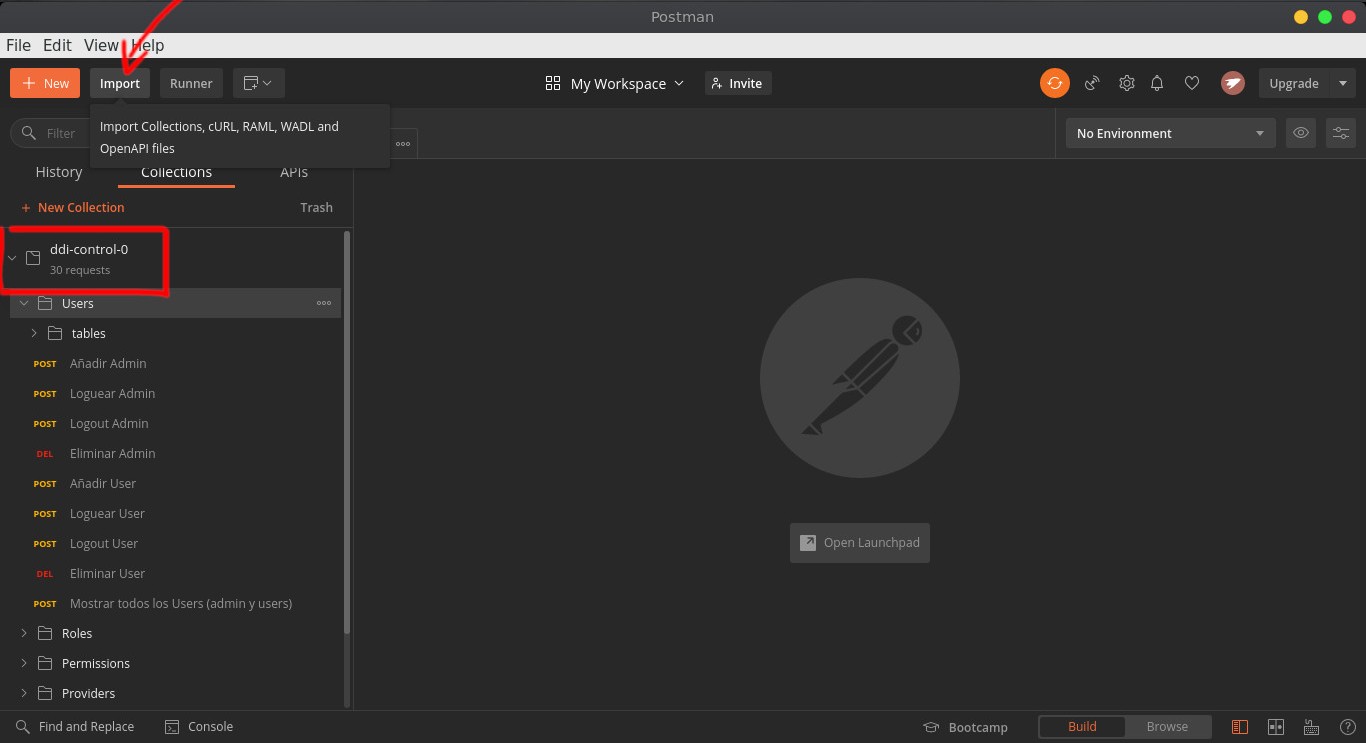 Postman
File Edit View Help
+ New Import Runner
My Workspace
Invite
Upgrade
Filter
Import Collections, cURL, RAML, WADL and
OpenAPI files
No Environment
History Collections APIs
+ New Collection Trash
ddi-control-0
30 requests
Users
tables
POST Añadir Admin
POST Loguear Admin
POST Logout Admin
DEL Eliminar Admin
POST Añadir User
POST Loguear User
POST Logout User
DEL Eliminar User
POST Mostrar todos los Users (admin y users)
Roles
Permissions
Providers
Open Launchpad
Find and Replace Console Bootcamp Build Browse